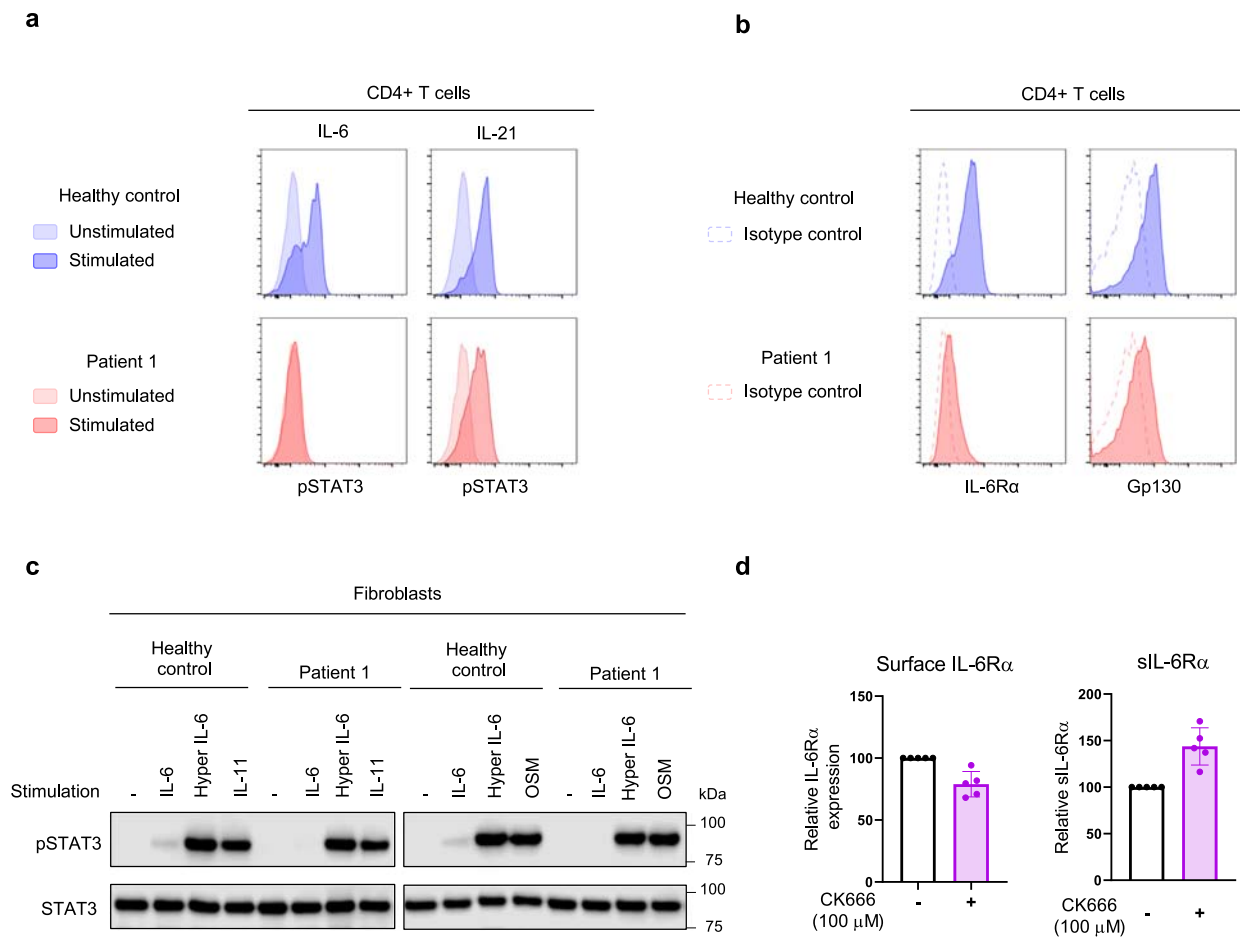 a
CD4+ T cells
IL-6
IL-21
Healthy control
Unstimulated
Stimulated
Patient 1
Unstimulated
Stimulated
pSTAT3
pSTAT3
b
CD4+ T cells
Healthy control
Isotype control
Patient 1
Isotype control
IL-6Rα
Gp130
c
Fibroblasts
Healthy
control
Patient 1
Healthy
control
Patient 1
Stimulation
-
IL-6
Hyper IL-6
IL-11
-
IL-6
Hyper IL-6
IL-11
-
IL-6
Hyper IL-6
OSM
-
IL-6
Hyper IL-6
OSM
kDa
pSTAT3
100
75
STAT3
100
75
d
Surface IL-6Rα
Relative IL-6Rα
expression
150
100
50
0
CK666
(100 μM)
-
+
sIL-6Rα
Relative sIL-6Rα
200
150
100
50
0
CK666
(100 μM)
-
+